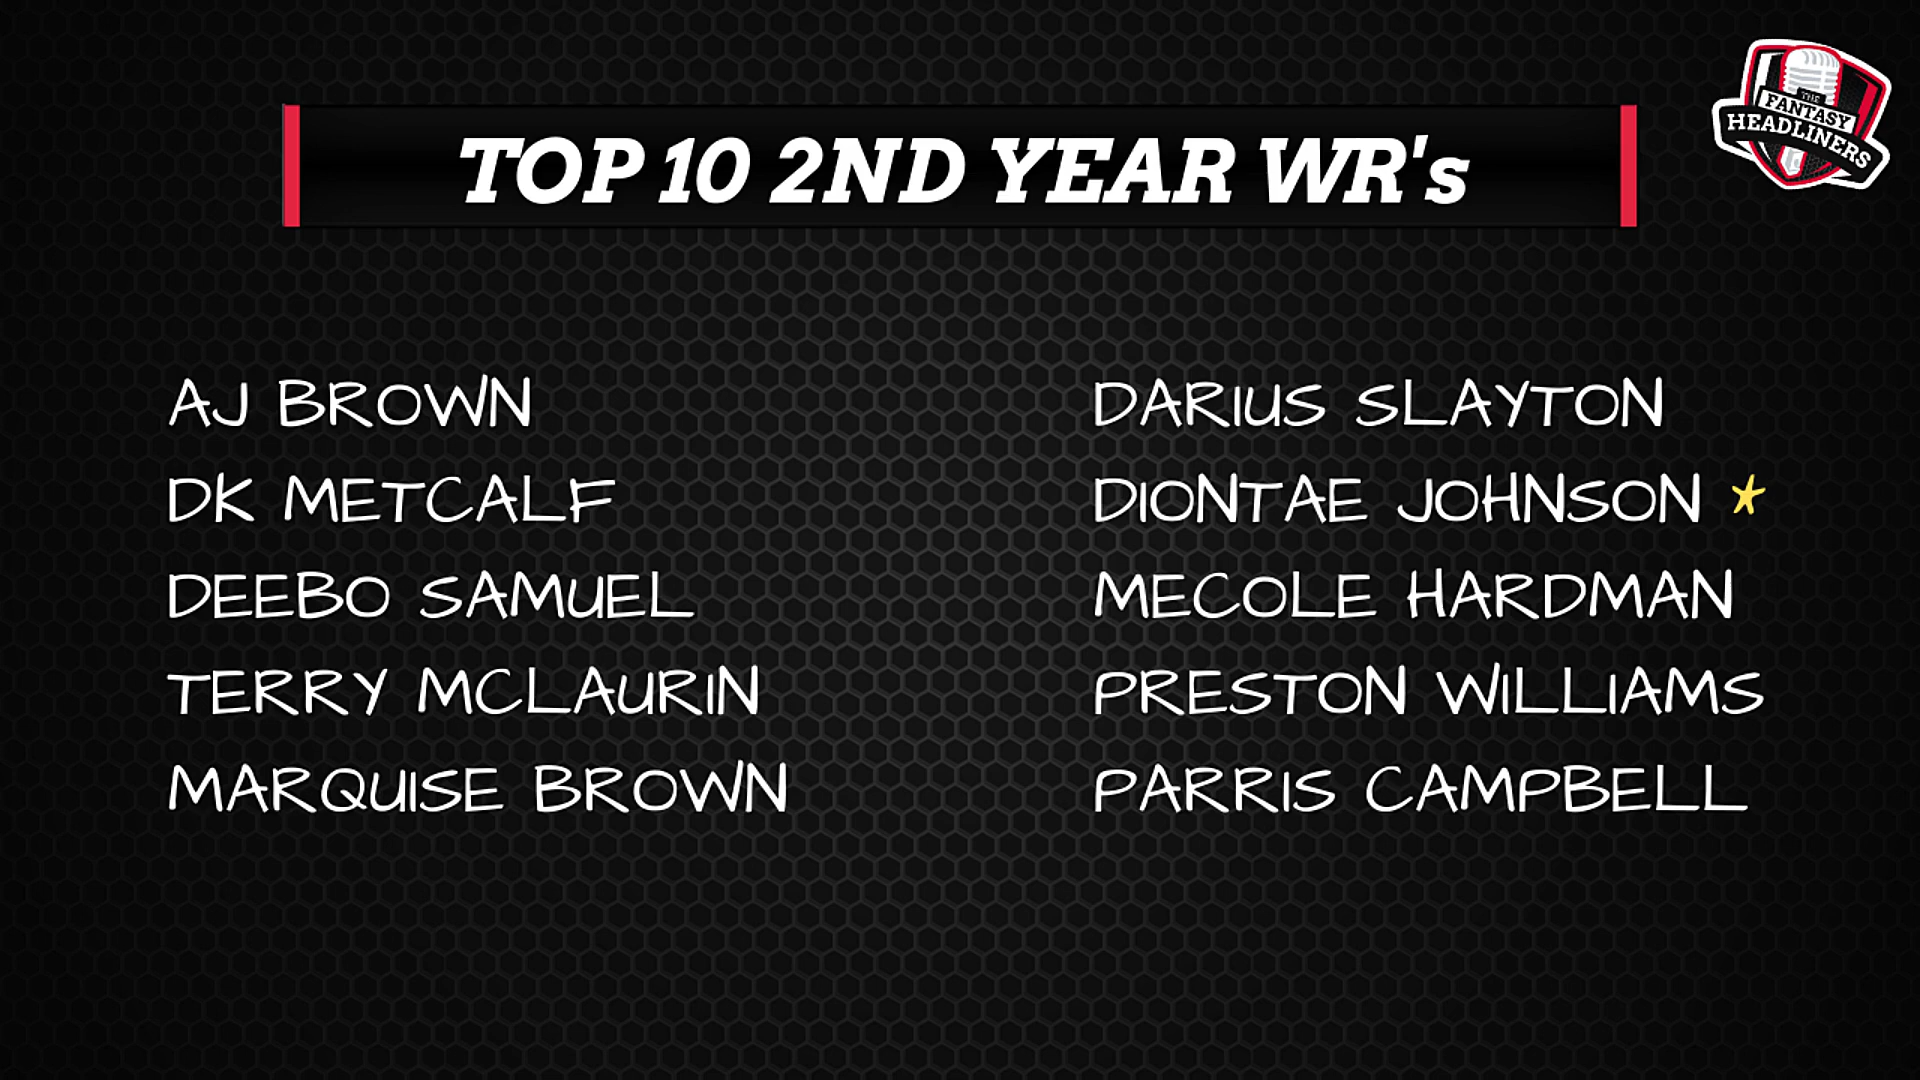 TOP 10 2ND YEAR WR's
THE
FANTASY
HEADLINERS
AJ BROWN
DK METCALF
DEEBO SAMUEL
TERRY MCLAURIN
MARQUISE BROWN
DARIUS SLAYTON
DIONTAE JOHNSON *
MECOLE HARDMAN
PRESTON WILLIAMS
PARRIS CAMPBELL